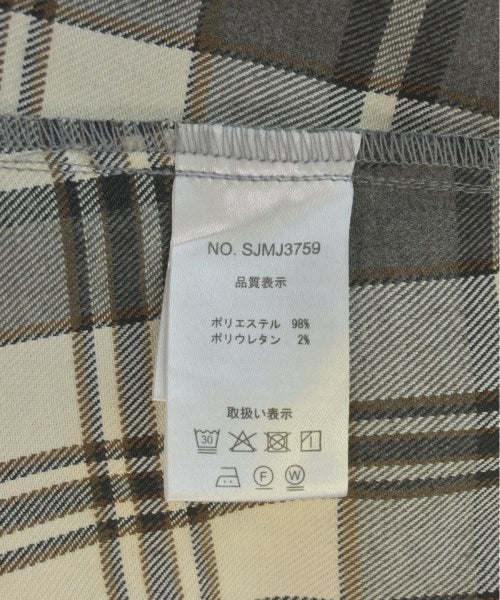 NO. SJMJ3759
品質表示
ポリエステル 98%
ポリウレタン 2%
取扱い表示
30
F W